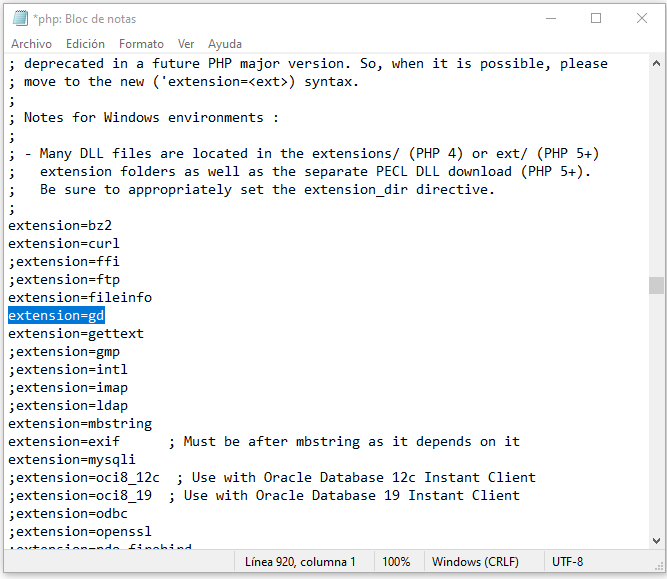 *php: Bloc de notas
Archivo Edición Formato Ver Ayuda
; deprecated in a future PHP major version. So, when it is possible, please
; move to the new ('extension=<ext>) syntax.
;
; Notes for Windows environments :
;
; - Many DLL files are located in the extensions/ (PHP 4) or ext/ (PHP 5+)
;   extension folders as well as the separate PECL DLL download (PHP 5+).
;   Be sure to appropriately set the extension_dir directive.
;
extension=bz2
extension=curl
;extension=ffi
;extension=ftp
extension=fileinfo
extension=gd
extension=gettext
;extension=gmp
;extension=intl
;extension=imap
;extension=ldap
extension=mbstring
extension=exif      ; Must be after mbstring as it depends on it
extension=mysqli
;extension=oci8_12c  ; Use with Oracle Database 12c Instant Client
;extension=oci8_19  ; Use with Oracle Database 19 Instant Client
;extension=odbc
;extension=openssl
;extension=pdo_firebird
Línea 920, columna 1 100% Windows (CRLF) UTF-8